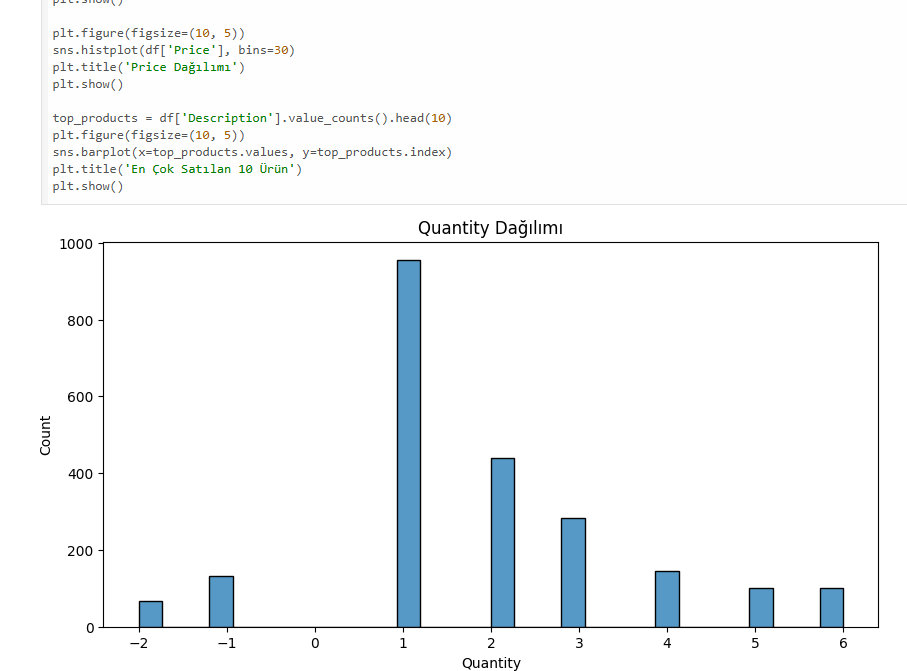 plt.show()
plt.figure(figsize=(10, 5))
sns.histplot(df['Price'], bins=30)
plt.title('Price Dağılımı')
plt.show()
top_products = df['Description'].value_counts().head(10)
plt.figure(figsize=(10, 5))
sns.barplot(x=top_products.values, y=top_products.index)
plt.title('En Çok Satılan 10 Ürün')
plt.show()
Quantity Dağılımı
1000
800
600
400
200
0
Count
−2 −1 0 1 2 3 4 5 6
Quantity